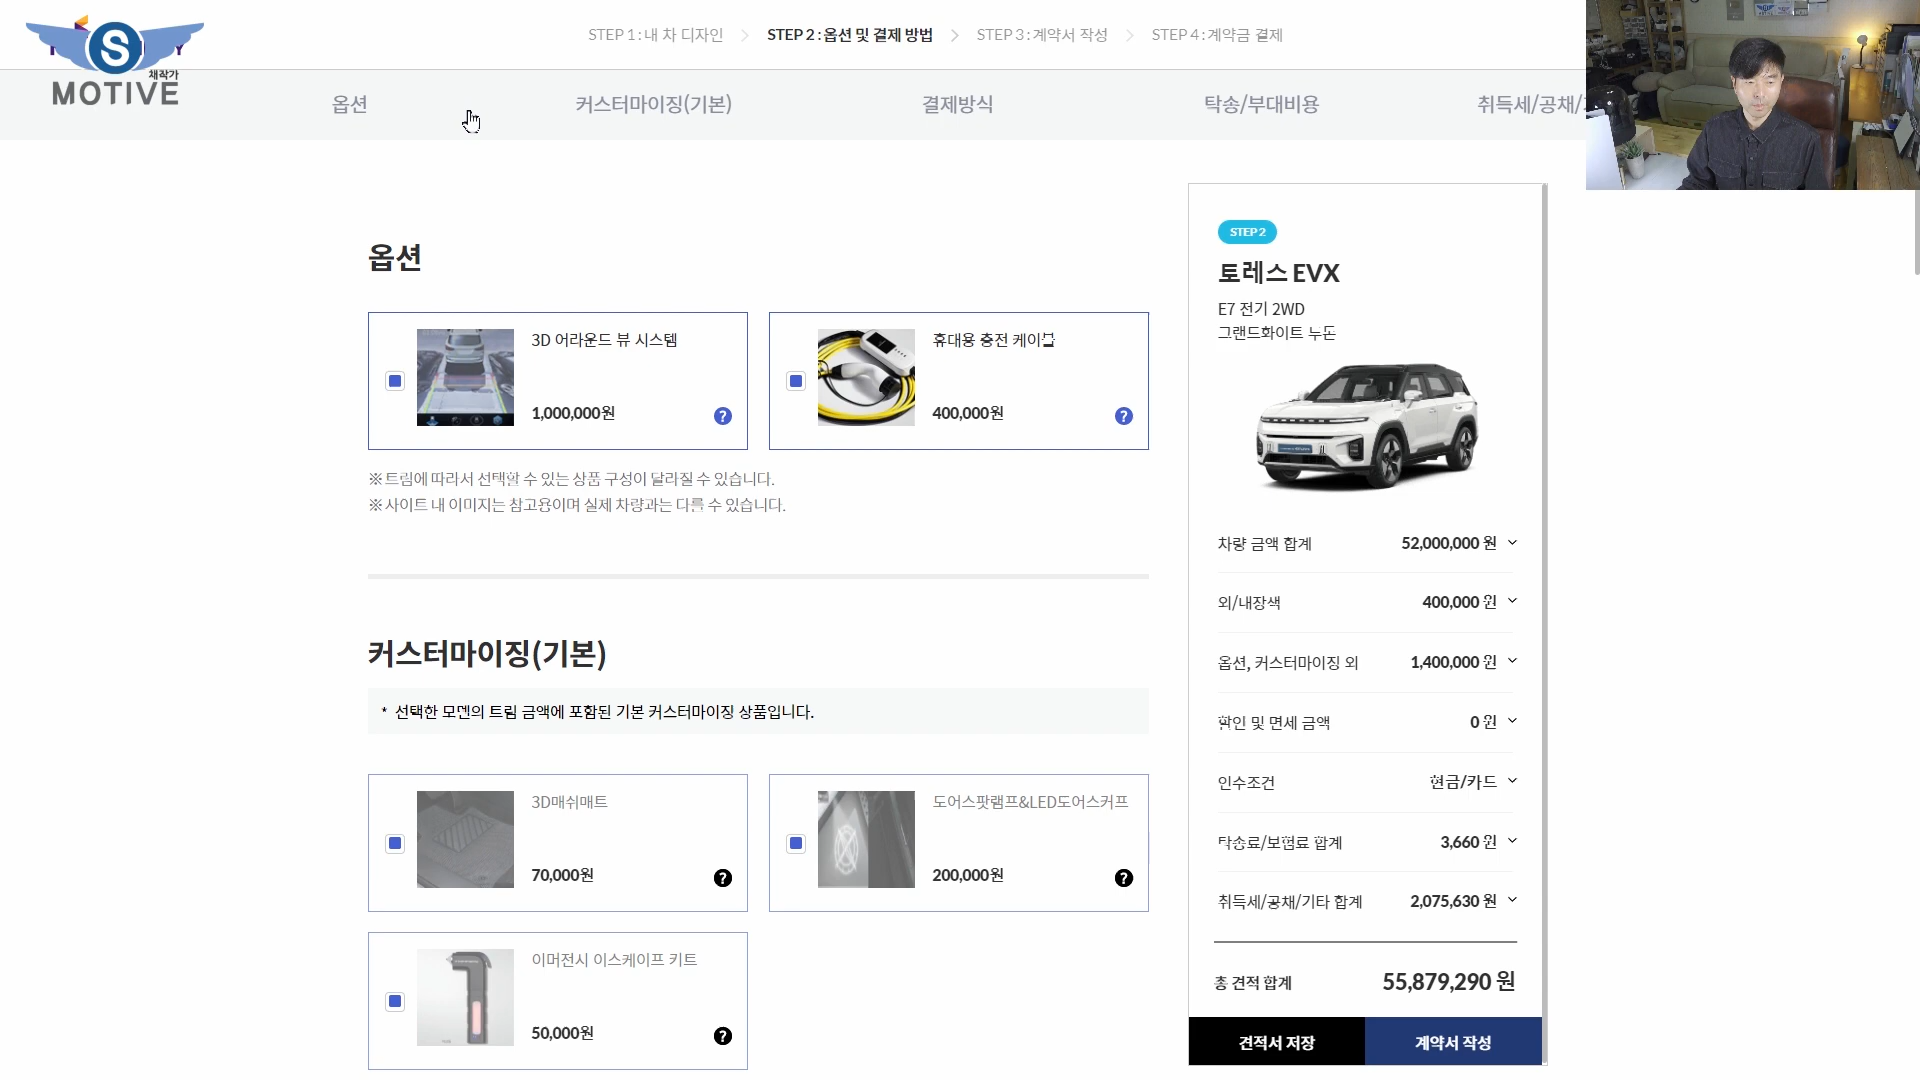 S
채작가
MOTIVE
STEP 1 : 내 차 디자인
STEP 2 : 옵션 및 결제 방법
STEP 3 : 계약서 작성
STEP 4 : 계약금 결제
옵션
커스터마이징(기본)
결제방식
탁송/부대비용
취득세/공채/
옵션
3D 어라운드 뷰 시스템
1,000,000원
?
휴대용 충전 케이블
400,000원
?
※ 트림에 따라서 선택할 수 있는 상품 구성이 달라질 수 있습니다.
※ 사이트 내 이미지는 참고용이며 실제 차량과는 다를 수 있습니다.
커스터마이징(기본)
* 선택한 모델의 트림 금액에 포함된 기본 커스터마이징 상품입니다.
3D매쉬매트
70,000원
?
도어스팟램프&LED도어스커프
200,000원
?
이머전시 이스케이프 키트
50,000원
?
STEP 2
토레스 EVX
E7 전기 2WD
그랜드화이트 누돈
차량 금액 합계 52,000,000 원
외/내장색 400,000 원
옵션, 커스터마이징 외 1,400,000 원
할인 및 면세 금액 0 원
인수조건 현금/카드
탁송료/보험료 합계 3,660 원
취득세/공채/기타 합계 2,075,630 원
총 견적 합계 55,879,290 원
견적서 저장
계약서 작성